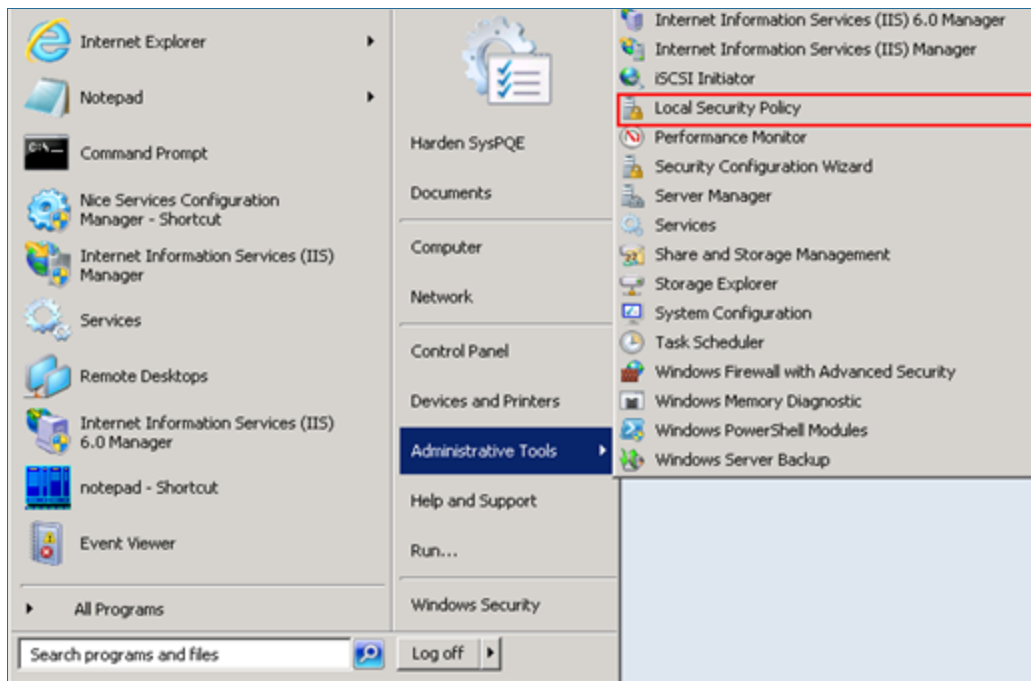 Internet Explorer
Notepad
Command Prompt
Nice Services Configuration
Manager - Shortcut
Internet Information Services (IIS)
Manager
Services
Remote Desktops
Internet Information Services (IIS)
6.0 Manager
notepad - Shortcut
Event Viewer
All Programs
Search programs and files
Harden SysPQE
Documents
Computer
Network
Control Panel
Devices and Printers
Administrative Tools
Help and Support
Run...
Windows Security
Log off
Internet Information Services (IIS) 6.0 Manager
Internet Information Services (IIS) Manager
iSCSI Initiator
Local Security Policy
Performance Monitor
Security Configuration Wizard
Server Manager
Services
Share and Storage Management
Storage Explorer
System Configuration
Task Scheduler
Windows Firewall with Advanced Security
Windows Memory Diagnostic
Windows PowerShell Modules
Windows Server Backup